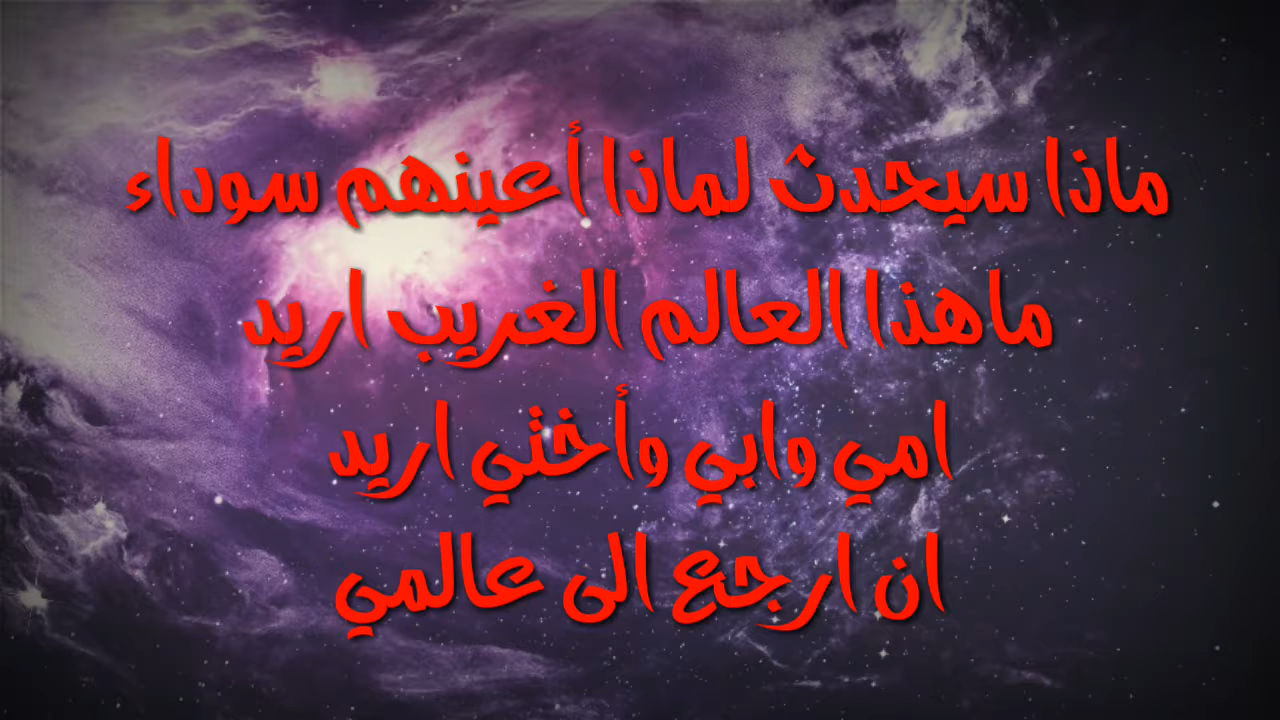 ماذا سيحدث لماذا أعينهم سوداء
ماهذا العالم الغريب اريد
امي وابي وأختي اريد
ان ارجع الى عالمي